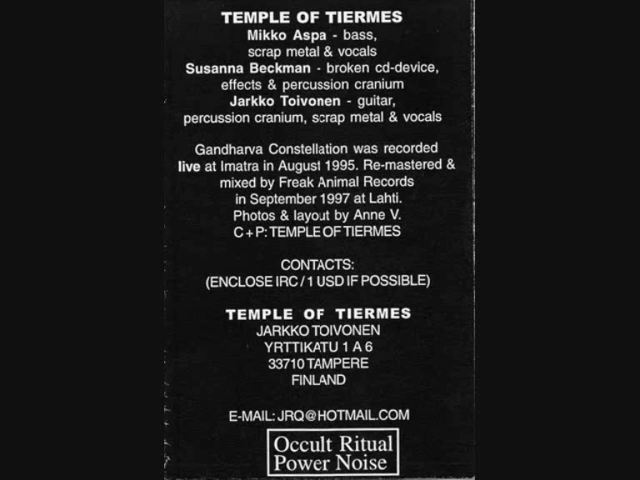 TEMPLE OF TIERMES
Mikko Aspa - bass,
scrap metal & vocals
Susanna Beckman - broken cd-device,
effects & percussion cranium
Jarkko Toivonen - guitar,
percussion cranium, scrap metal & vocals
Gandharva Constellation was recorded
live at Imatra in August 1995. Re-mastered &
mixed by Freak Animal Records
in September 1997 at Lahti.
Photos & layout by Anne V.
C + P: TEMPLE OF TIERMES
CONTACTS:
(ENCLOSE IRC / 1 USD IF POSSIBLE)
TEMPLE OF TIERMES
JARKKO TOIVONEN
YRTTIKATU 1 A 6
33710 TAMPERE
FINLAND
E-MAIL: JRQ@HOTMAIL.COM
Occult Ritual
Power Noise